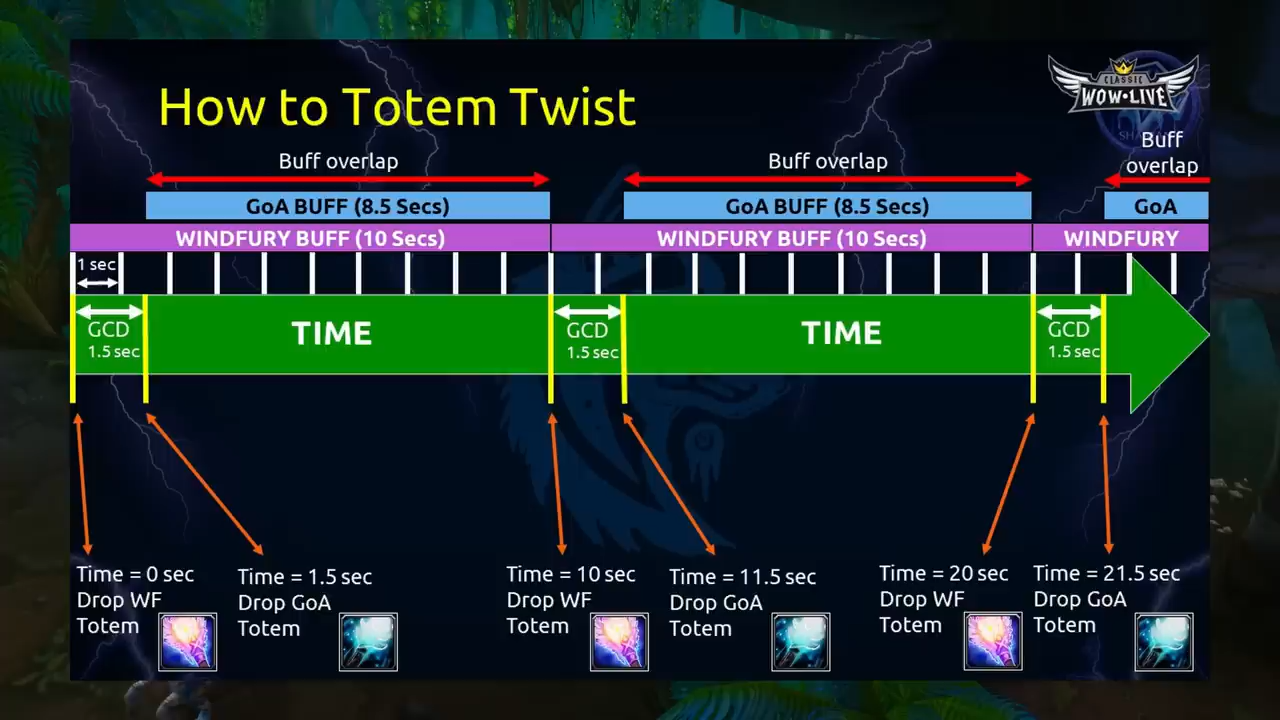 How to Totem Twist
CLASSIC
WOW·LIVE
Buff overlap
Buff overlap
Buff
overlap
GoA BUFF (8.5 Secs)
GoA BUFF (8.5 Secs)
GoA
WINDFURY BUFF (10 Secs)
WINDFURY BUFF (10 Secs)
WINDFURY
1 sec
GCD
1.5 sec
TIME
GCD
1.5 sec
TIME
GCD
1.5 sec
Time = 0 sec
Drop WF
Totem
Time = 1.5 sec
Drop GoA
Totem
Time = 10 sec
Drop WF
Totem
Time = 11.5 sec
Drop GoA
Totem
Time = 20 sec
Drop WF
Totem
Time = 21.5 sec
Drop GoA
Totem